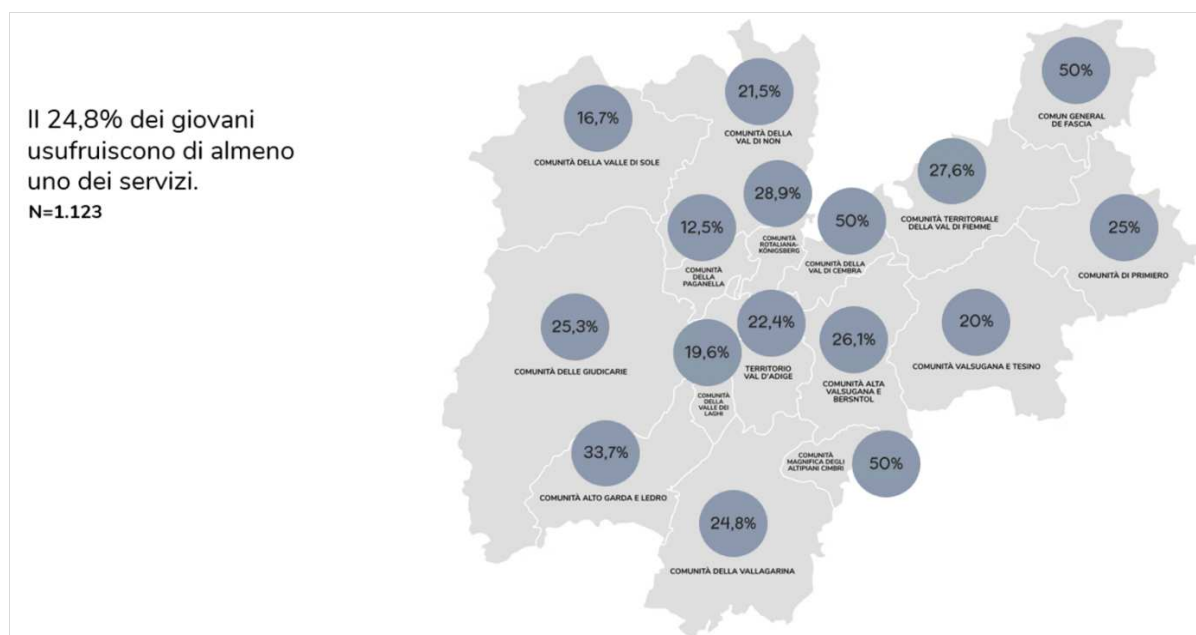 Il 24,8% dei giovani
usufruiscono di almeno
uno dei servizi.
N=1.123
50%
COMUN GENERAL
DE FASCIA
21,5%
COMUNITÀ DELLA
VAL DI NON
16,7%
COMUNITÀ DELLA VALLE DI SOLE
27,6%
COMUNITÀ TERRITORIALE
DELLA VAL DI FIEMME
28,9%
COMUNITÀ
ROTALIANA-
KÖNIGSBERG
50%
COMUNITÀ DELLA
VAL DI CEMBRA
12,5%
COMUNITÀ
DELLA
PAGANELLA
25%
COMUNITÀ DI PRIMIERO
25,3%
COMUNITÀ DELLE GIUDICARIE
19,6%
COMUNITÀ
DELLA
VALLE DEI
LAGHI
22,4%
TERRITORIO
VAL D'ADIGE
26,1%
COMUNITÀ ALTA
VALSUGANA E
BERSNTOL
20%
COMUNITÀ VALSUGANA E TESINO
33,7%
COMUNITÀ ALTO GARDA E LEDRO
COMUNITÀ
MAGNIFICA DEGLI
ALTIPIANI CIMBRI
50%
24,8%
COMUNITÀ DELLA VALLAGARINA